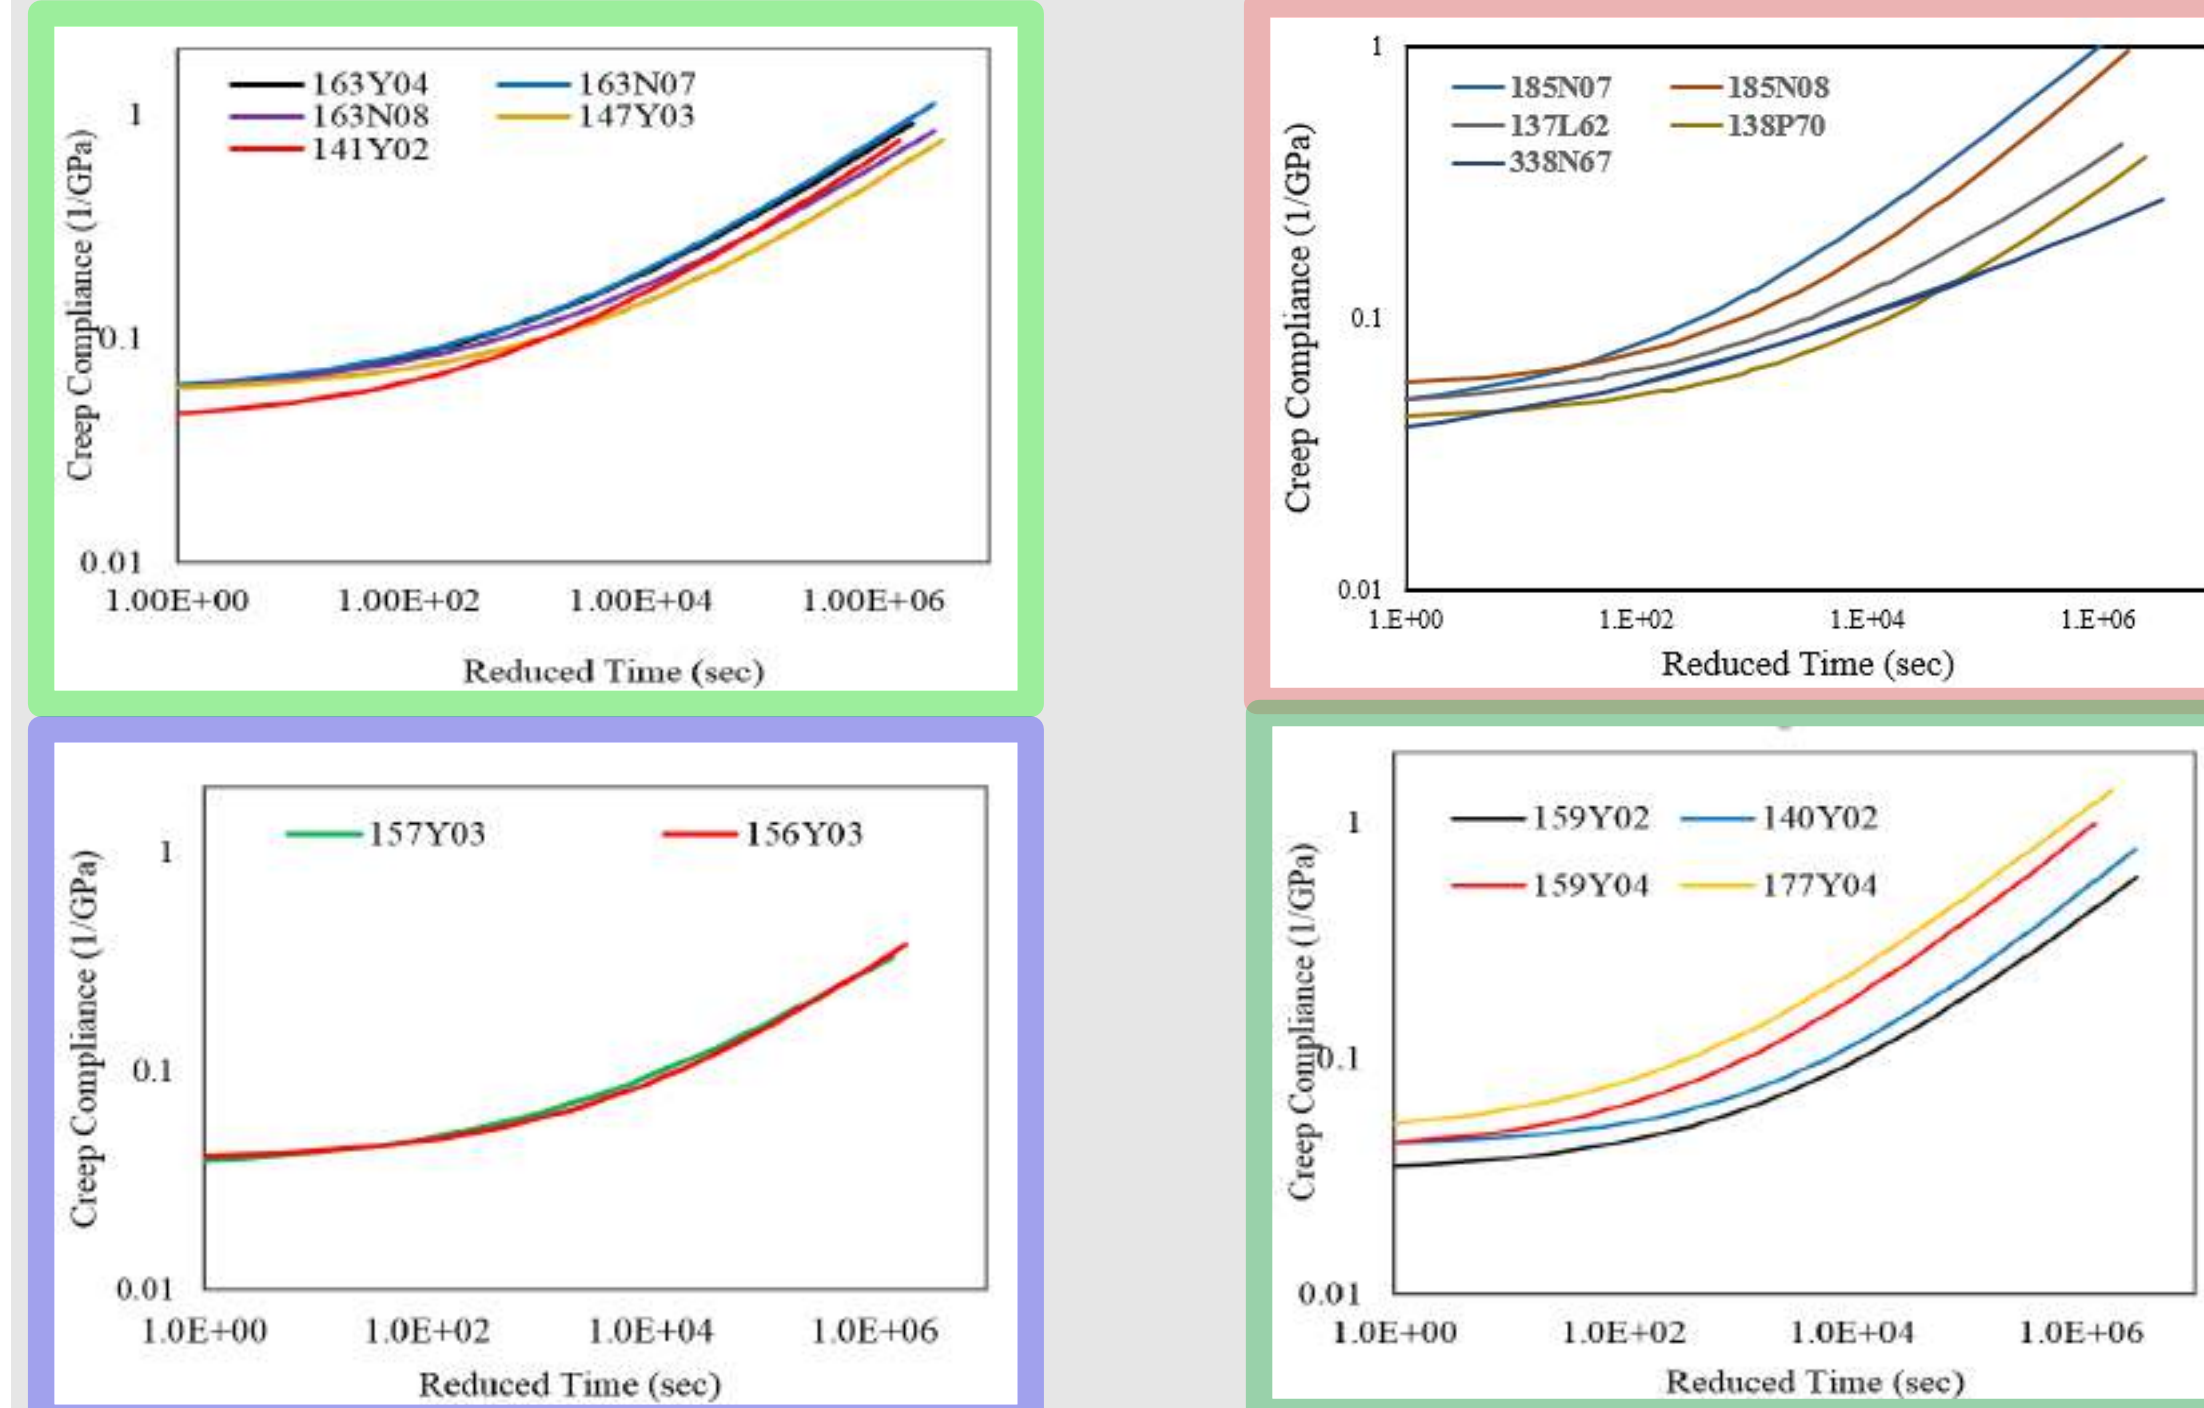 163Y04 163N07
163N08 147Y03
141Y02
Creep Compliance (1/GPa)
1
0.1
0.01
1.00E+00 1.00E+02 1.00E+04 1.00E+06
Reduced Time (sec)
185N07 185N08
137L62 138P70
338N67
Creep Compliance (1/GPa)
1
0.1
0.01
1.E+00 1.E+02 1.E+04 1.E+06
Reduced Time (sec)
157Y03 156Y03
Creep Compliance (1/GPa)
1
0.1
0.01
1.0E+00 1.0E+02 1.0E+04 1.0E+06
Reduced Time (sec)
159Y02 140Y02
159Y04 177Y04
Creep Compliance (1/GPa)
1
0.1
0.01
1.0E+00 1.0E+02 1.0E+04 1.0E+06
Reduced Time (sec)